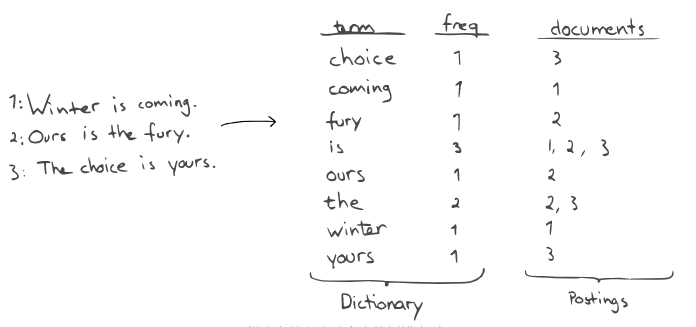 term freq documents
choice 1 3
coming 1 1
1: Winter is coming.
fury 1 2
2: Ours is the fury.
is 3 1, 2, 3
3: The choice is yours.
ours 1 2
the 2 2, 3
winter 1 1
yours 1 3
Dictionary Postings